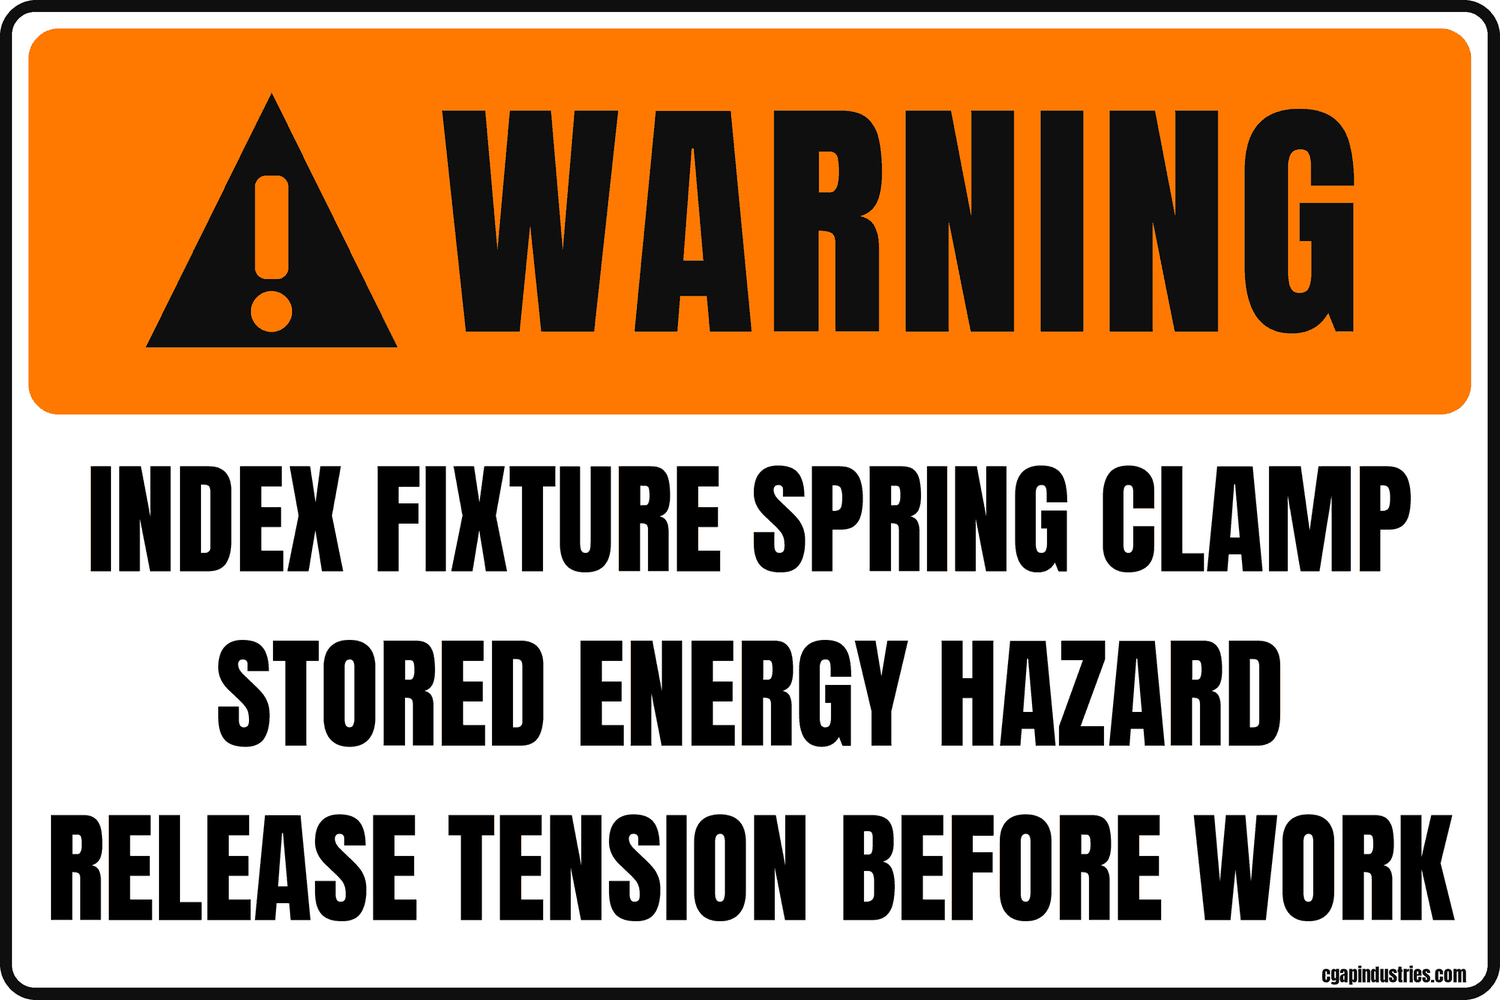 WARNING
INDEX FIXTURE SPRING CLAMP
STORED ENERGY HAZARD
RELEASE TENSION BEFORE WORK
cgapindustries.com